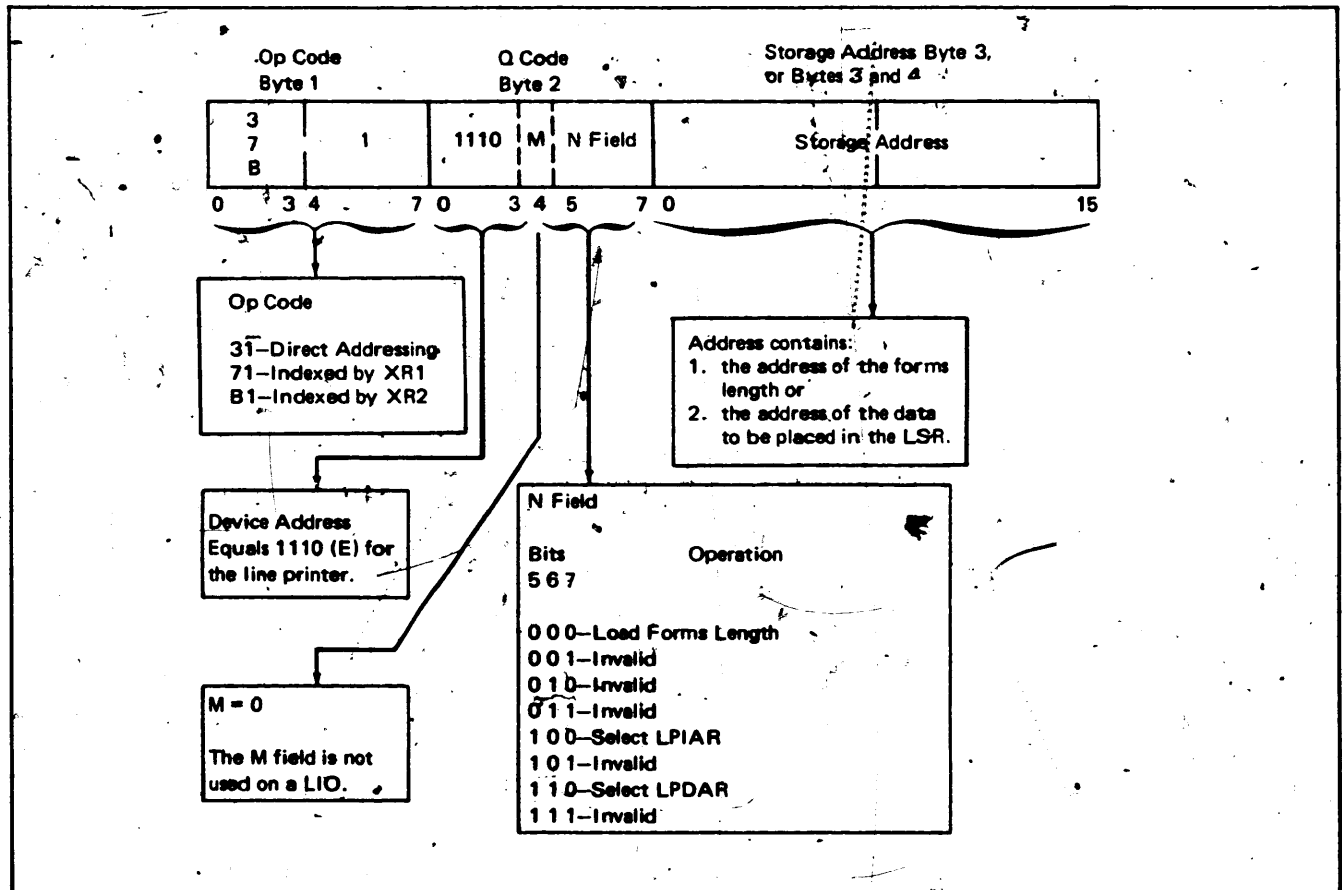 Op Code
Byte 1
Q Code
Byte 2
Storage Address Byte 3,
or Bytes 3 and 4
3
7
B
1
1110
M
N Field
Storage Address
0 3 4 7 0 3 4 5 7 0 15
Op Code
31—Direct Addressing
71—Indexed by XR1
B1—Indexed by XR2
Address contains:
1. the address of the forms
length or
2. the address of the data
to be placed in the LSR.
Device Address
Equals 1110 (E) for
the line printer.
N Field
Bits Operation
5 6 7
0 0 0—Load Forms Length
0 0 1—Invalid
0 1 0—Invalid
0 1 1—Invalid
1 0 0—Select LPIAR
1 0 1—Invalid
1 1 0—Select LPDAR
1 1 1—Invalid
M = 0
The M field is not
used on a LIO.